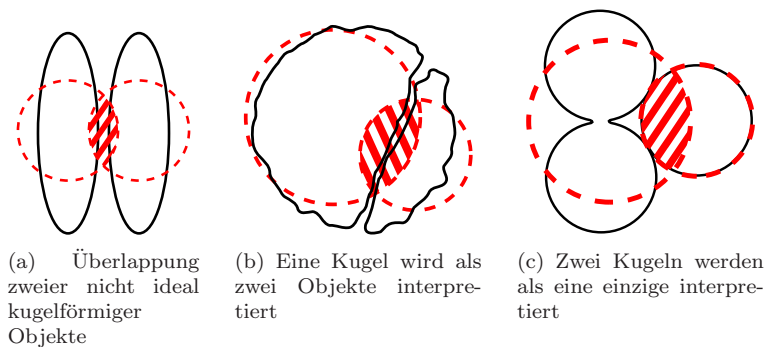 (a) Überlappung
zweier nicht ideal
kugelförmiger
Objekte
(b) Eine Kugel wird als
zwei Objekte interpre-
tiert
(c) Zwei Kugeln werden
als eine einzige interpre-
tiert